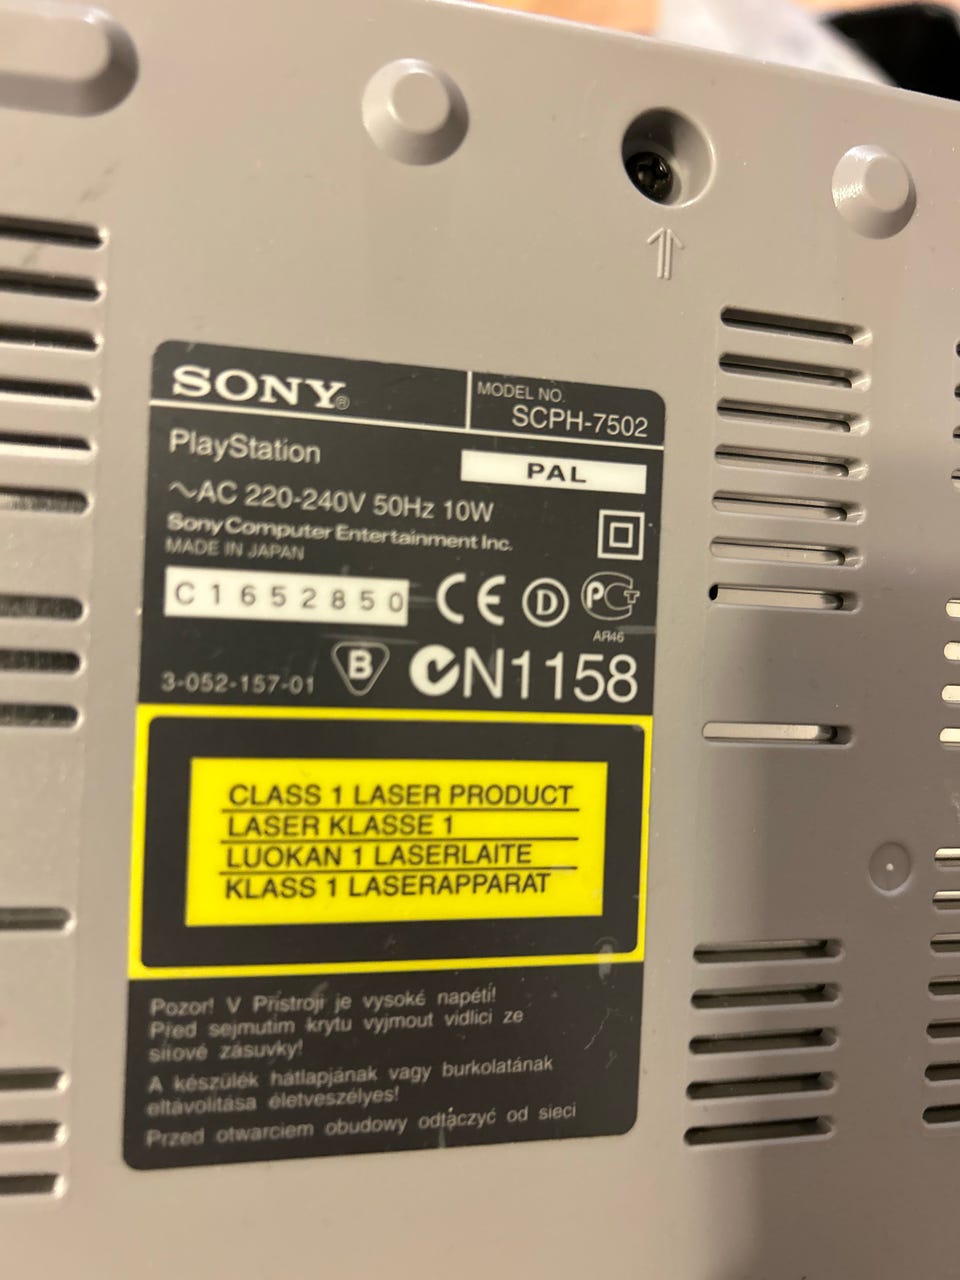 SONY®
MODEL NO.
SCPH-7502
PlayStation
PAL
~AC 220-240V 50Hz 10W
Sony Computer Entertainment Inc.
MADE IN JAPAN
C1652850
CE D PCT
AR46
3-052-157-01 B N1158
CLASS 1 LASER PRODUCT
LASER KLASSE 1
LUOKAN 1 LASERLAITE
KLASS 1 LASERAPPARAT
Pozor! V Přístroji je vysoké napětí!
Před sejmutím krytu vyjmout vidlici ze
síťové zásuvky!
A készülék hátlapjának vagy burkolatának
eltávolítása életveszélyes!
Przed otwarciem obudowy odłączyć od sieci